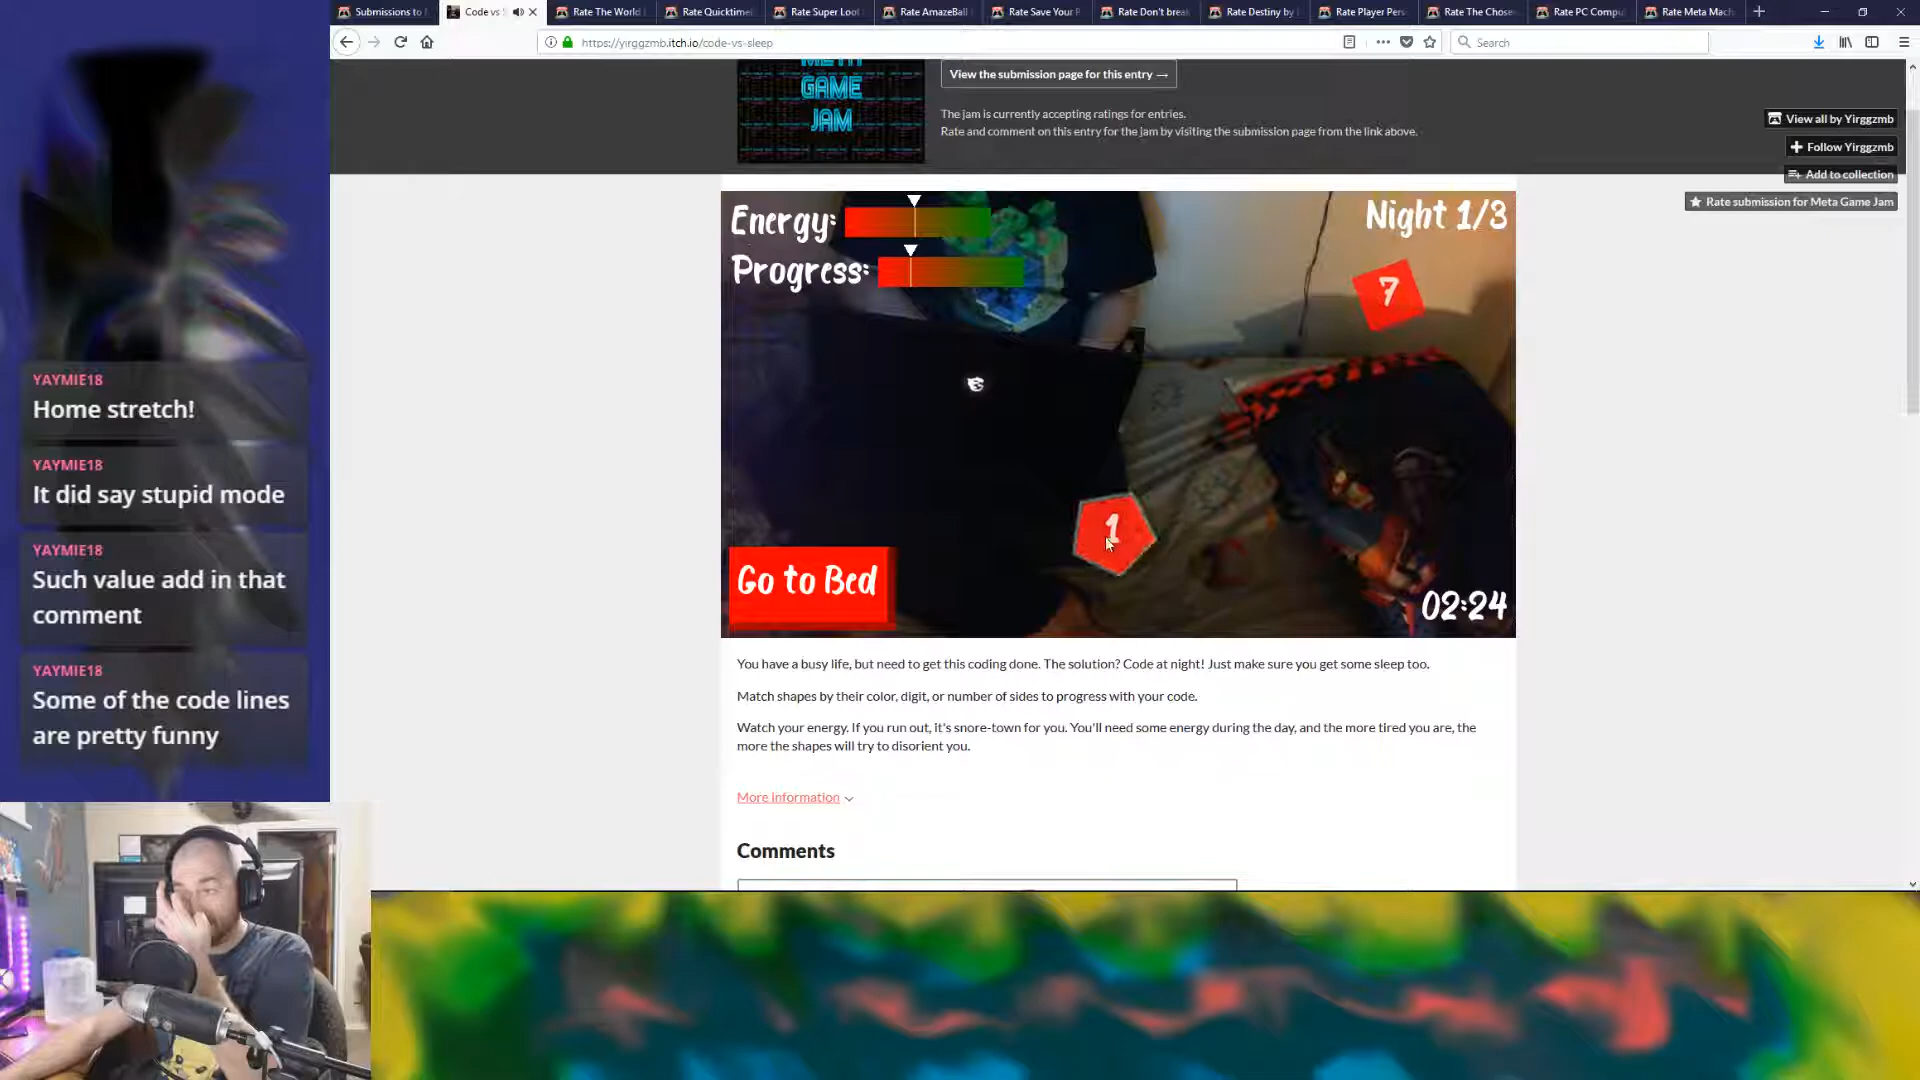 Submissions to
Code vs
Rate The World
Rate Quicktime
Rate Super Loot
Rate AmazeBall
Rate Save Your P
Rate Don't break
Rate Destiny by
Rate Player Pers
Rate The Chose
Rate PC Compu
Rate Meta Mach
https://yirggzmb.itch.io/code-vs-sleep
Search
META
GAME
JAM
View the submission page for this entry →
The jam is currently accepting ratings for entries.
Rate and comment on this entry for the jam by visiting the submission page from the link above.
View all by Yirggzmb
Follow Yirggzmb
Add to collection
Rate submission for Meta Game Jam
Energy:
Progress:
Night 1/3
7
1
Go to Bed
02:24
You have a busy life, but need to get this coding done. The solution? Code at night! Just make sure you get some sleep too.
Match shapes by their color, digit, or number of sides to progress with your code.
Watch your energy. If you run out, it's snore-town for you. You'll need some energy during the day, and the more tired you are, the
more the shapes will try to disorient you.
More information
Comments
YAYMIE18
Home stretch!
YAYMIE18
It did say stupid mode
YAYMIE18
Such value add in that
comment
YAYMIE18
Some of the code lines
are pretty funny